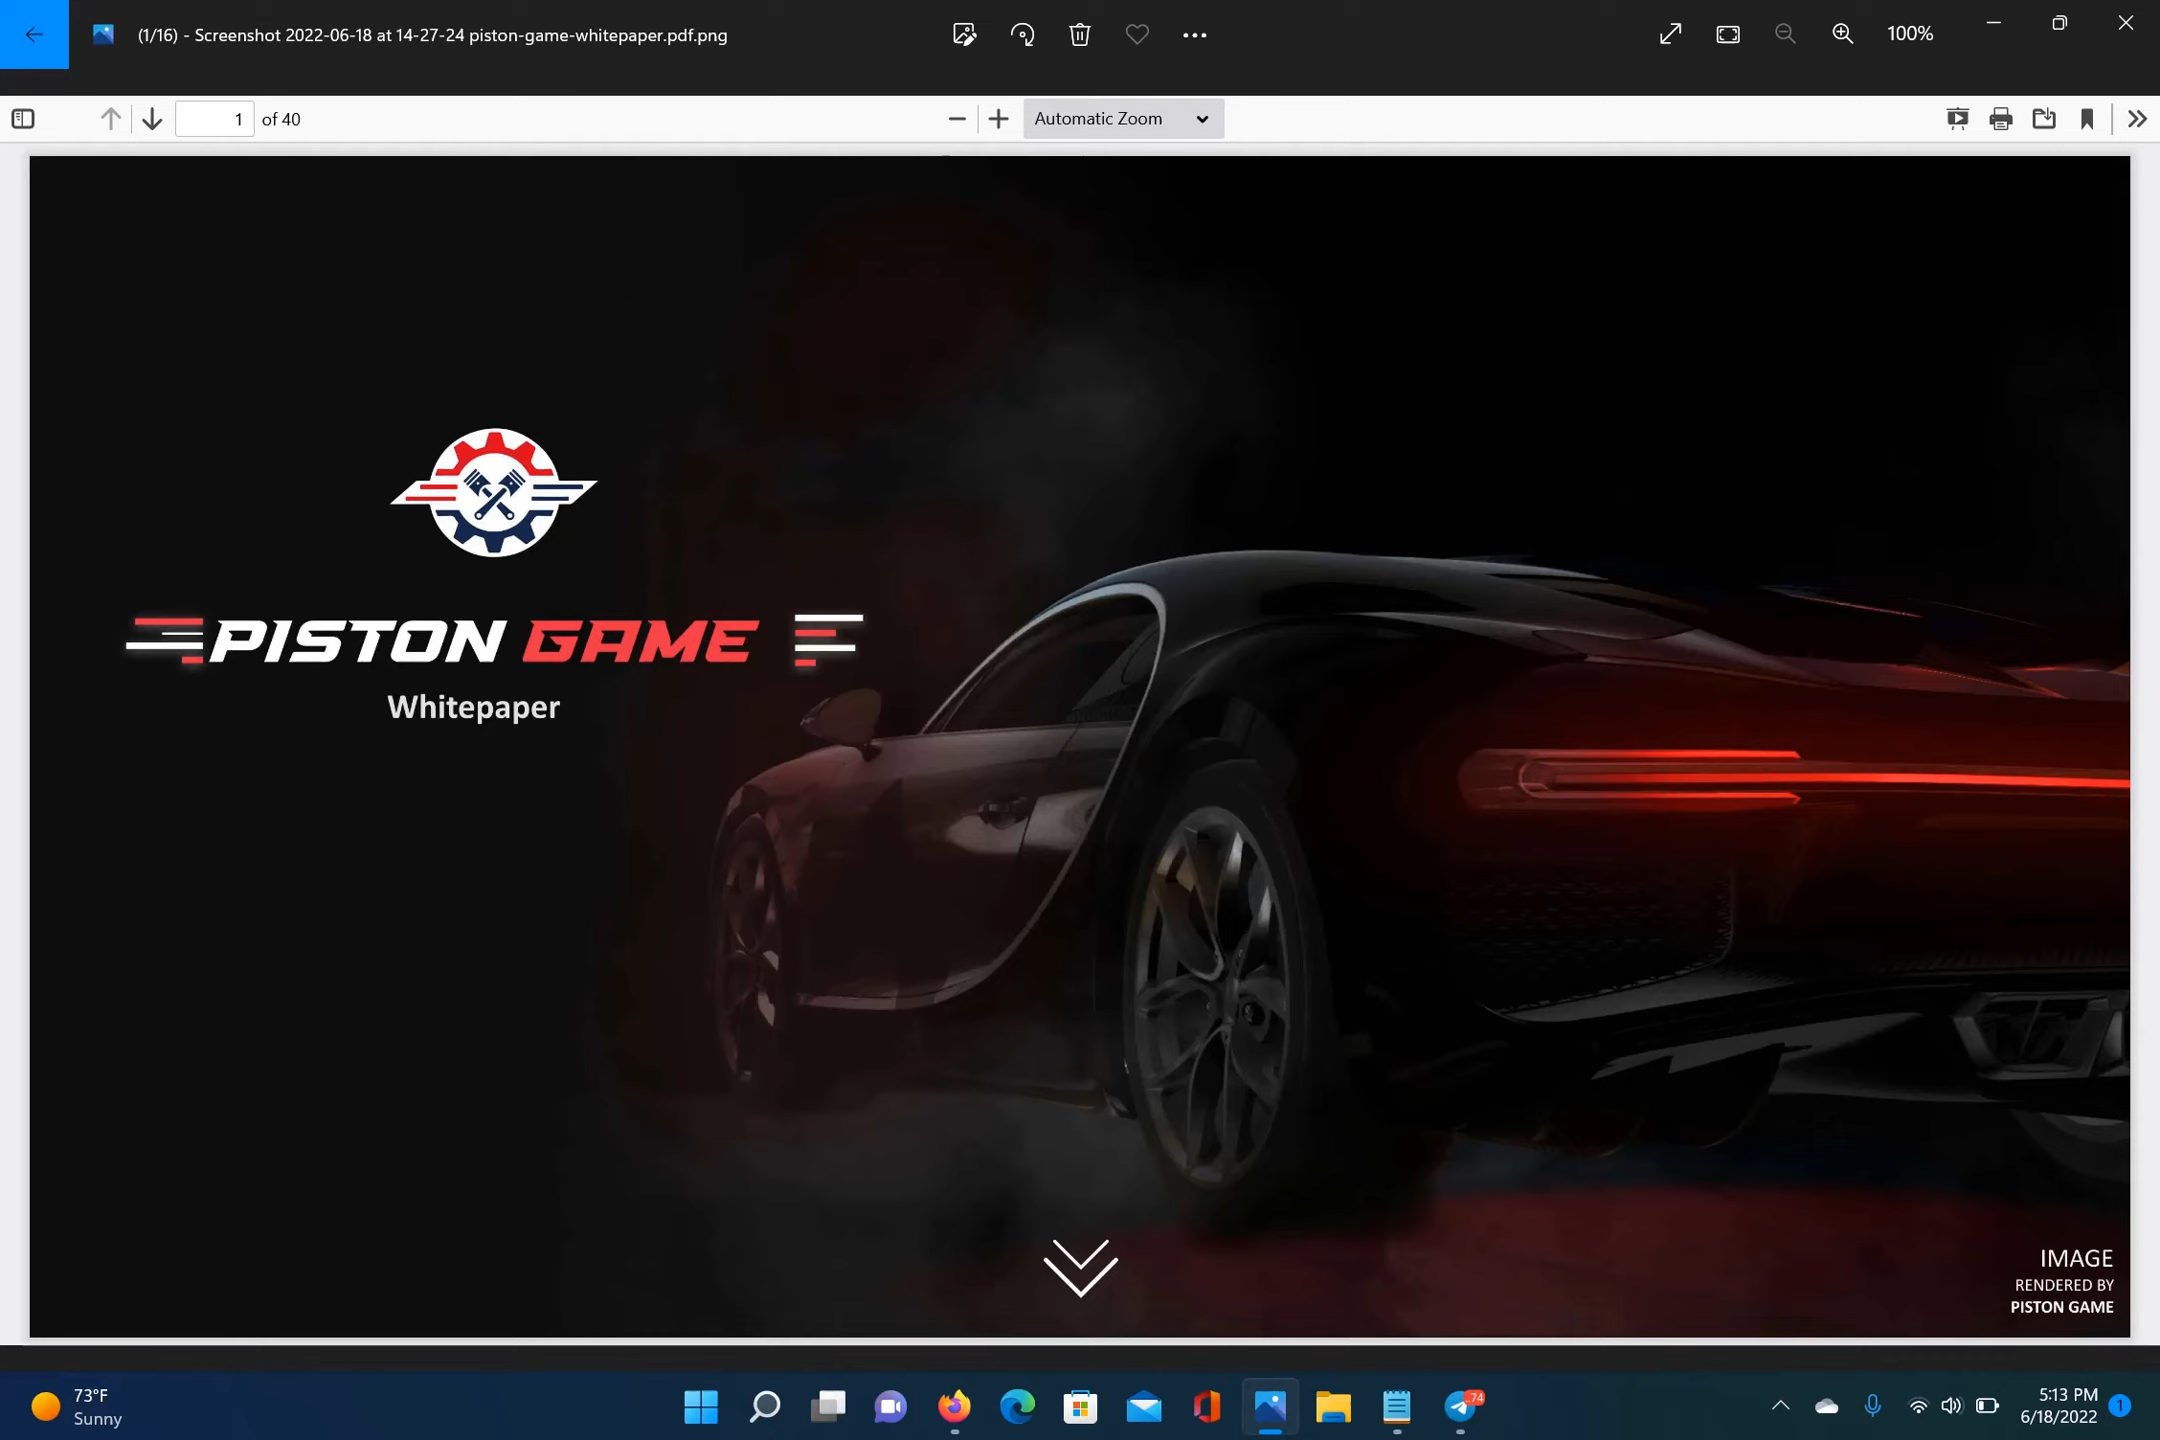 (1/16) - Screenshot 2022-06-18 at 14-27-24 piston-game-whitepaper.pdf.png
100%
1 of 40
Automatic Zoom
PISTON GAME
Whitepaper
IMAGE
RENDERED BY
PISTON GAME
73°F
Sunny
74
5:13 PM
6/18/2022
1